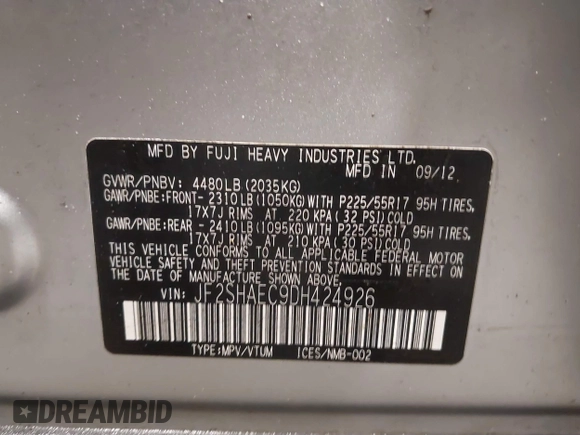 MFD BY FUJI HEAVY INDUSTRIES LTD.
MFD IN 09/12
GVWR/PNBV: 4480LB(2035KG)
GAWR/PNBE:FRONT- 2310LB(1050KG)WITH P225/55R17 95H TIRES,
17X7J RIMS AT 220 KPA(32 PSI)COLD
GAWR/PNBE:REAR -2410LB(1095KG)WITH P225/55R17 95H TIRES,
17X7J RIMS AT 210 KPA(30 PSI)COLD
THIS VEHICLE CONFORMS TO ALL APPLICABLE FEDERAL MOTOR
VEHICLE SAFETY AND THEFT PREVENTION STANDARDS IN EFFECT ON
THE DATE OF MANUFACTURE SHOWN ABOVE.
VIN: JF2SHAEC9DH424926
TYPE:MPV/VTUM ICES/NMB-002
DREAMBID